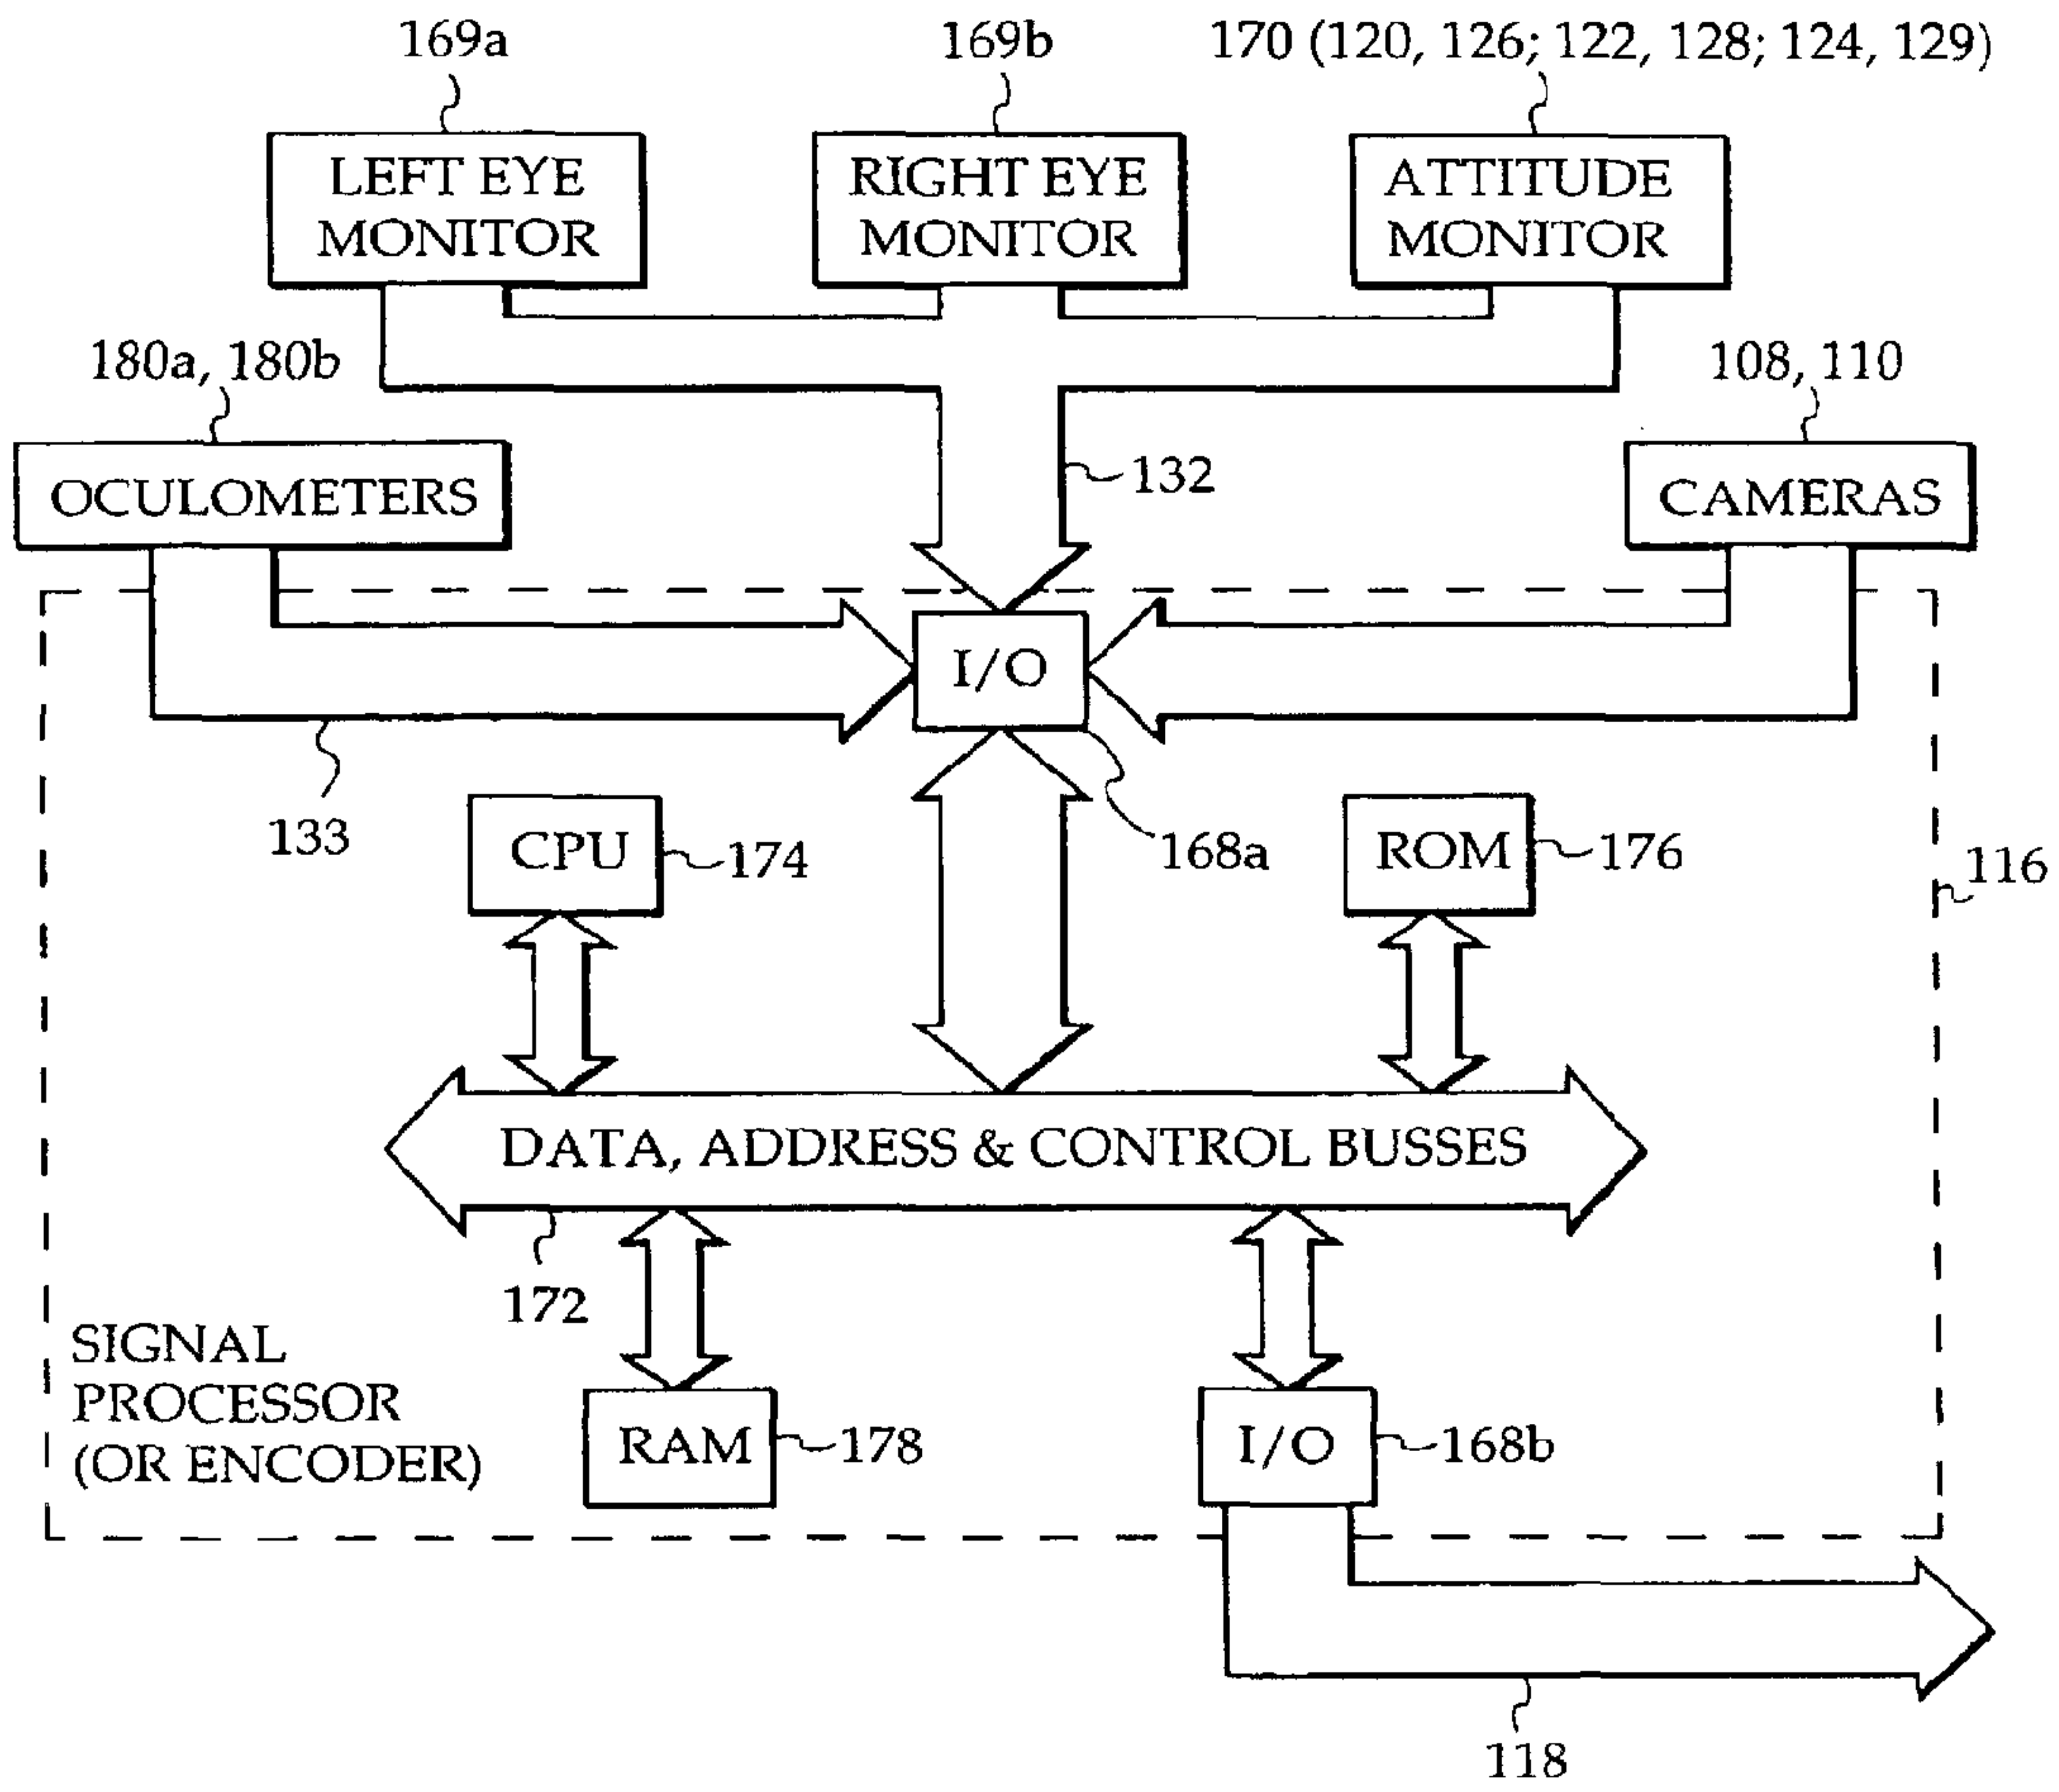 169a
169b
170 (120, 126; 122, 128; 124, 129)
LEFT EYE
MONITOR
RIGHT EYE
MONITOR
ATTITUDE
MONITOR
180a, 180b
108, 110
OCULOMETERS
132
CAMERAS
I/O
133
CPU
174
168a
ROM
176
116
DATA, ADDRESS & CONTROL BUSSES
172
SIGNAL
PROCESSOR
(OR ENCODER)
RAM
178
I/O
168b
118